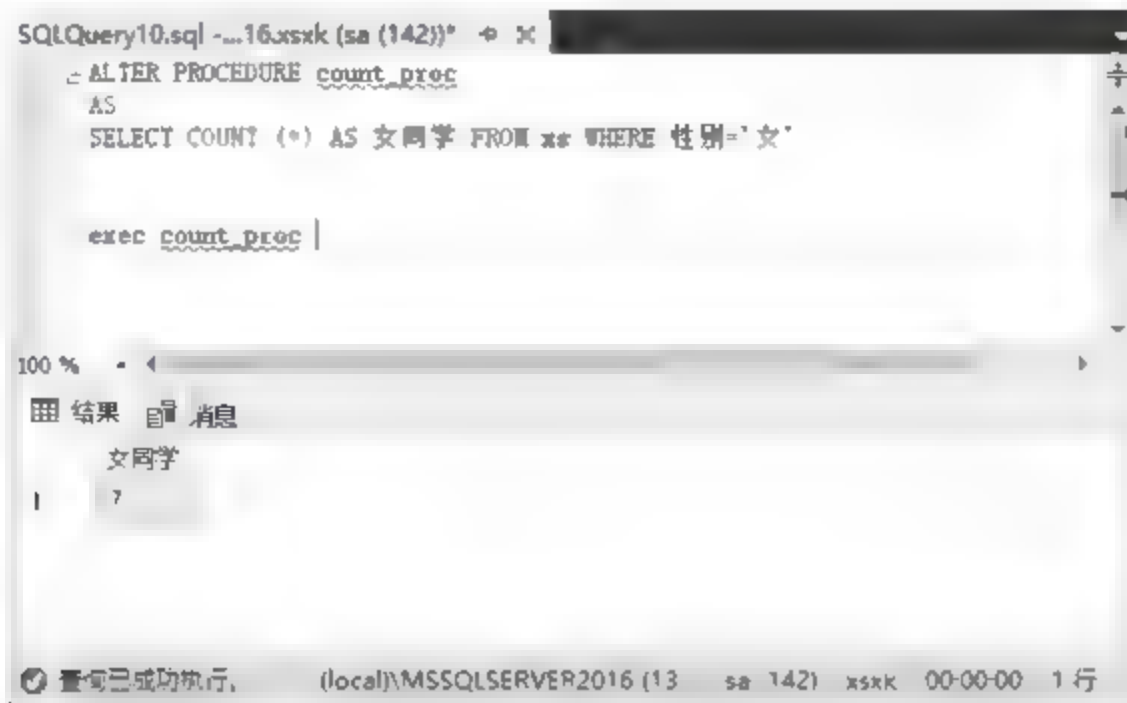 SQLQuery10.sql -...16.xsxk (sa (142))*
ALTER PROCEDURE count_proc
AS
SELECT COUNT (*) AS 女同学 FROM xs WHERE 性别='女'
exec count_proc
100 %
结果 消息
女同学
1 7
查询已成功执行。 (local)\MSSQLSERVER2016 (13 sa 142) xsxk 00:00:00 1 行